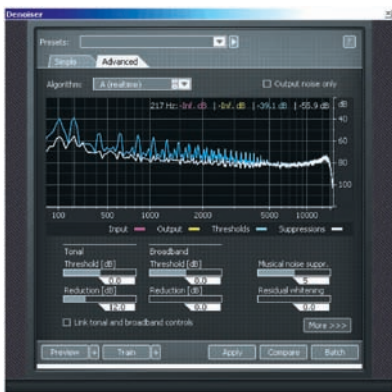 Denoiser
Presets:
?
Simple Advanced
Algorithm: A (realtime) Output noise only
217 Hz: -Inf. dB | -Inf. dB | -39.1 dB | -55.9 dB dB
40
60
80
100
100 500 1000 2000 5000 10000
Input Output Thresholds Suppressions
Tonal Broadband
Threshold [dB] Threshold [dB] Musical noise suppr.
0.0 0.0 5
Reduction [dB] Reduction [dB] Residual whitening
12.0 0.0 0.0
Link tonal and broadband controls More >>>
Preview + Train + Apply Compare Batch